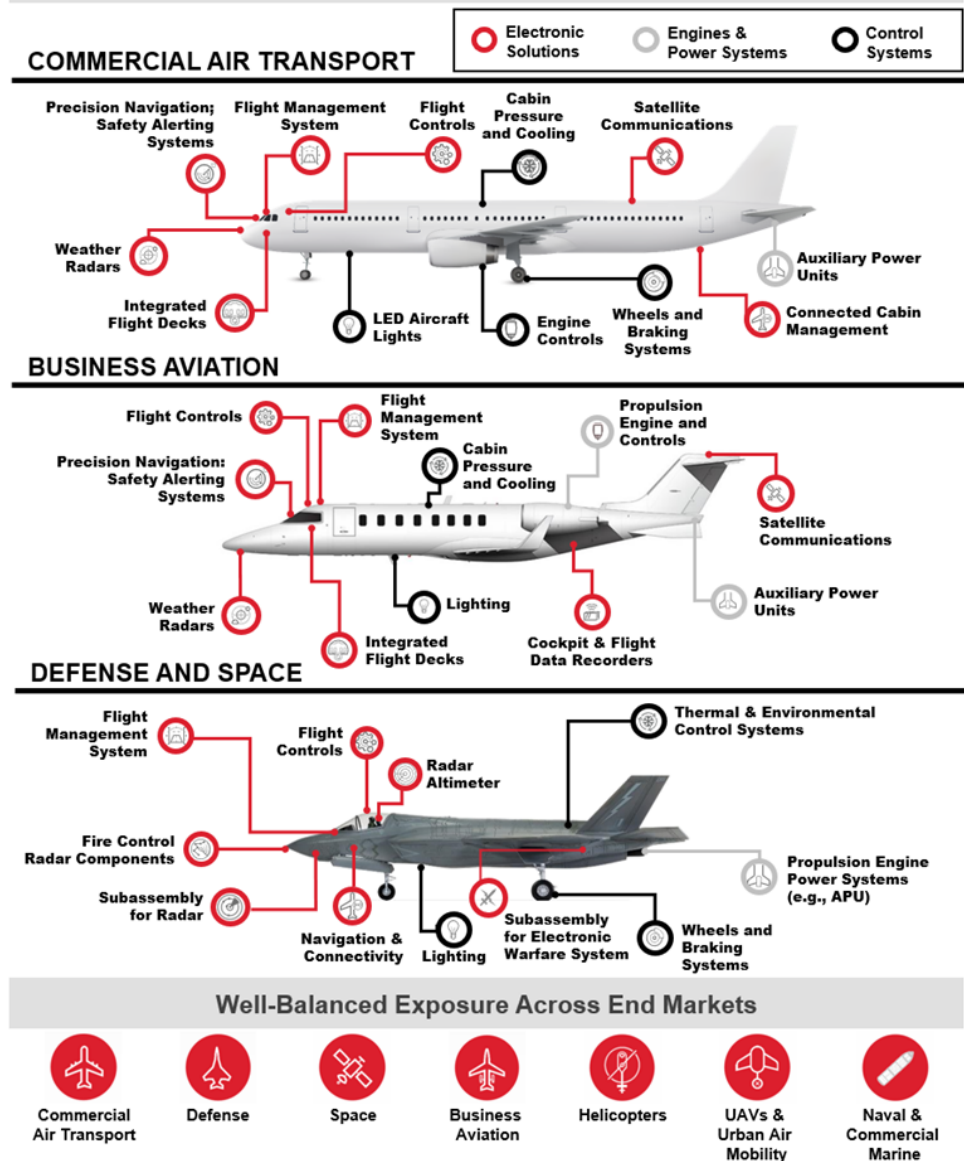 Electronic
Solutions
Engines &
Power Systems
Control
Systems
COMMERCIAL AIR TRANSPORT
Precision Navigation;
Safety Alerting
Systems
Flight Management
System
Flight
Controls
Cabin
Pressure
and Cooling
Satellite
Communications
Weather
Radars
Integrated
Flight Decks
LED Aircraft
Lights
Engine
Controls
Wheels and
Braking
Systems
Auxiliary Power
Units
Connected Cabin
Management
BUSINESS AVIATION
Flight Controls
Flight
Management
System
Precision Navigation:
Safety Alerting
Systems
Cabin
Pressure
and Cooling
Propulsion
Engine and
Controls
Satellite
Communications
Weather
Radars
Integrated
Flight Decks
Lighting
Cockpit & Flight
Data Recorders
Auxiliary Power
Units
DEFENSE AND SPACE
Flight
Management
System
Flight
Controls
Radar
Altimeter
Thermal & Environmental
Control Systems
Fire Control
Radar Components
Subassembly
for Radar
Navigation &
Connectivity
Lighting
Subassembly
for Electronic
Warfare System
Wheels and
Braking
Systems
Propulsion Engine
Power Systems
(e.g., APU)
Well-Balanced Exposure Across End Markets
Commercial
Air Transport
Defense
Space
Business
Aviation
Helicopters
UAVs &
Urban Air
Mobility
Naval &
Commercial
Marine